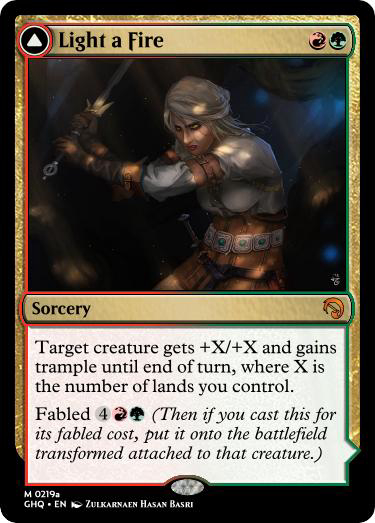 Light a Fire
Sorcery
Target creature gets +X/+X and gains
trample until end of turn, where X is
the number of lands you control.
Fabled 4 (Then if you cast this for
its fabled cost, put it onto the battlefield
transformed attached to that creature.)
M 0219a
GHQ • EN Zulkarnaen Hasan Basri